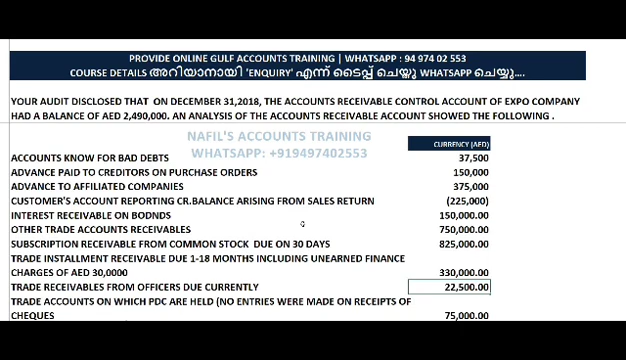 PROVIDE ONLINE GULF ACCOUNTS TRAINING | WHATSAPP : 94 974 02 553
COURSE DETAILS അറിയാനായി 'ENQUIRY' എന്ന് ടൈപ്പ് ചെയ്തു WHATSAPP ചെയ്യൂ....
YOUR AUDIT DISCLOSED THAT ON DECEMBER 31,2018, THE ACCOUNTS RECEIVABLE CONTROL ACCOUNT OF EXPO COMPANY
HAD A BALANCE OF AED 2,490,000. AN ANALYSIS OF THE ACCOUNTS RECEIVABLE ACCOUNT SHOWED THE FOLLOWING .
NAFIL'S ACCOUNTS TRAINING
WHATSAPP: +919497402553
CURRENCY (AED)
ACCOUNTS KNOW FOR BAD DEBTS 37,500
ADVANCE PAID TO CREDITORS ON PURCHASE ORDERS 150,000
ADVANCE TO AFFILIATED COMPANIES 375,000
CUSTOMER'S ACCOUNT REPORTING CR.BALANCE ARISING FROM SALES RETURN (225,000)
INTEREST RECEIVABLE ON BODNDS 150,000.00
OTHER TRADE ACCOUNTS RECEIVABLES 750,000.00
SUBSCRIPTION RECEIVABLE FROM COMMON STOCK DUE ON 30 DAYS 825,000.00
TRADE INSTALLMENT RECEIVABLE DUE 1-18 MONTHS INCLUDING UNEARNED FINANCE
CHARGES OF AED 30,0000 330,000.00
TRADE RECEIVABLES FROM OFFICERS DUE CURRENTLY 22,500.00
TRADE ACCOUNTS ON WHICH PDC ARE HELD (NO ENTRIES WERE MADE ON RECEIPTS OF
CHEQUES 75,000.00